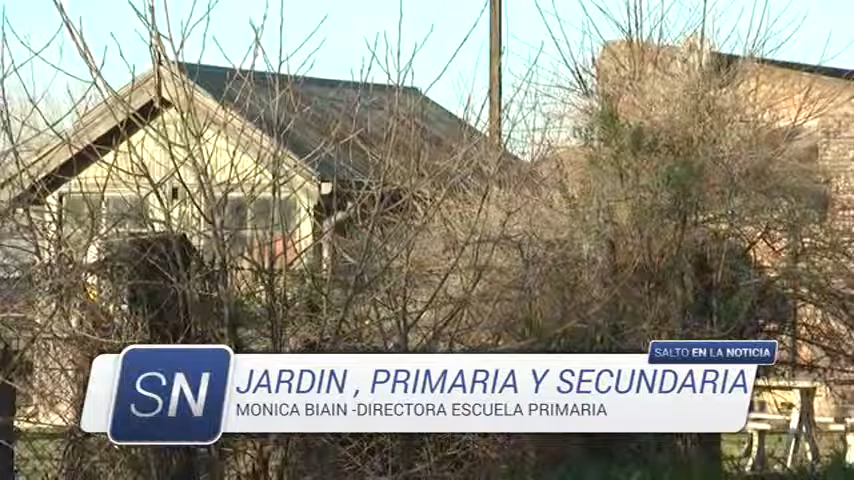 SALTO EN LA NOTICIA
SN
JARDIN , PRIMARIA Y SECUNDARIA
MONICA BIAIN -DIRECTORA ESCUELA PRIMARIA